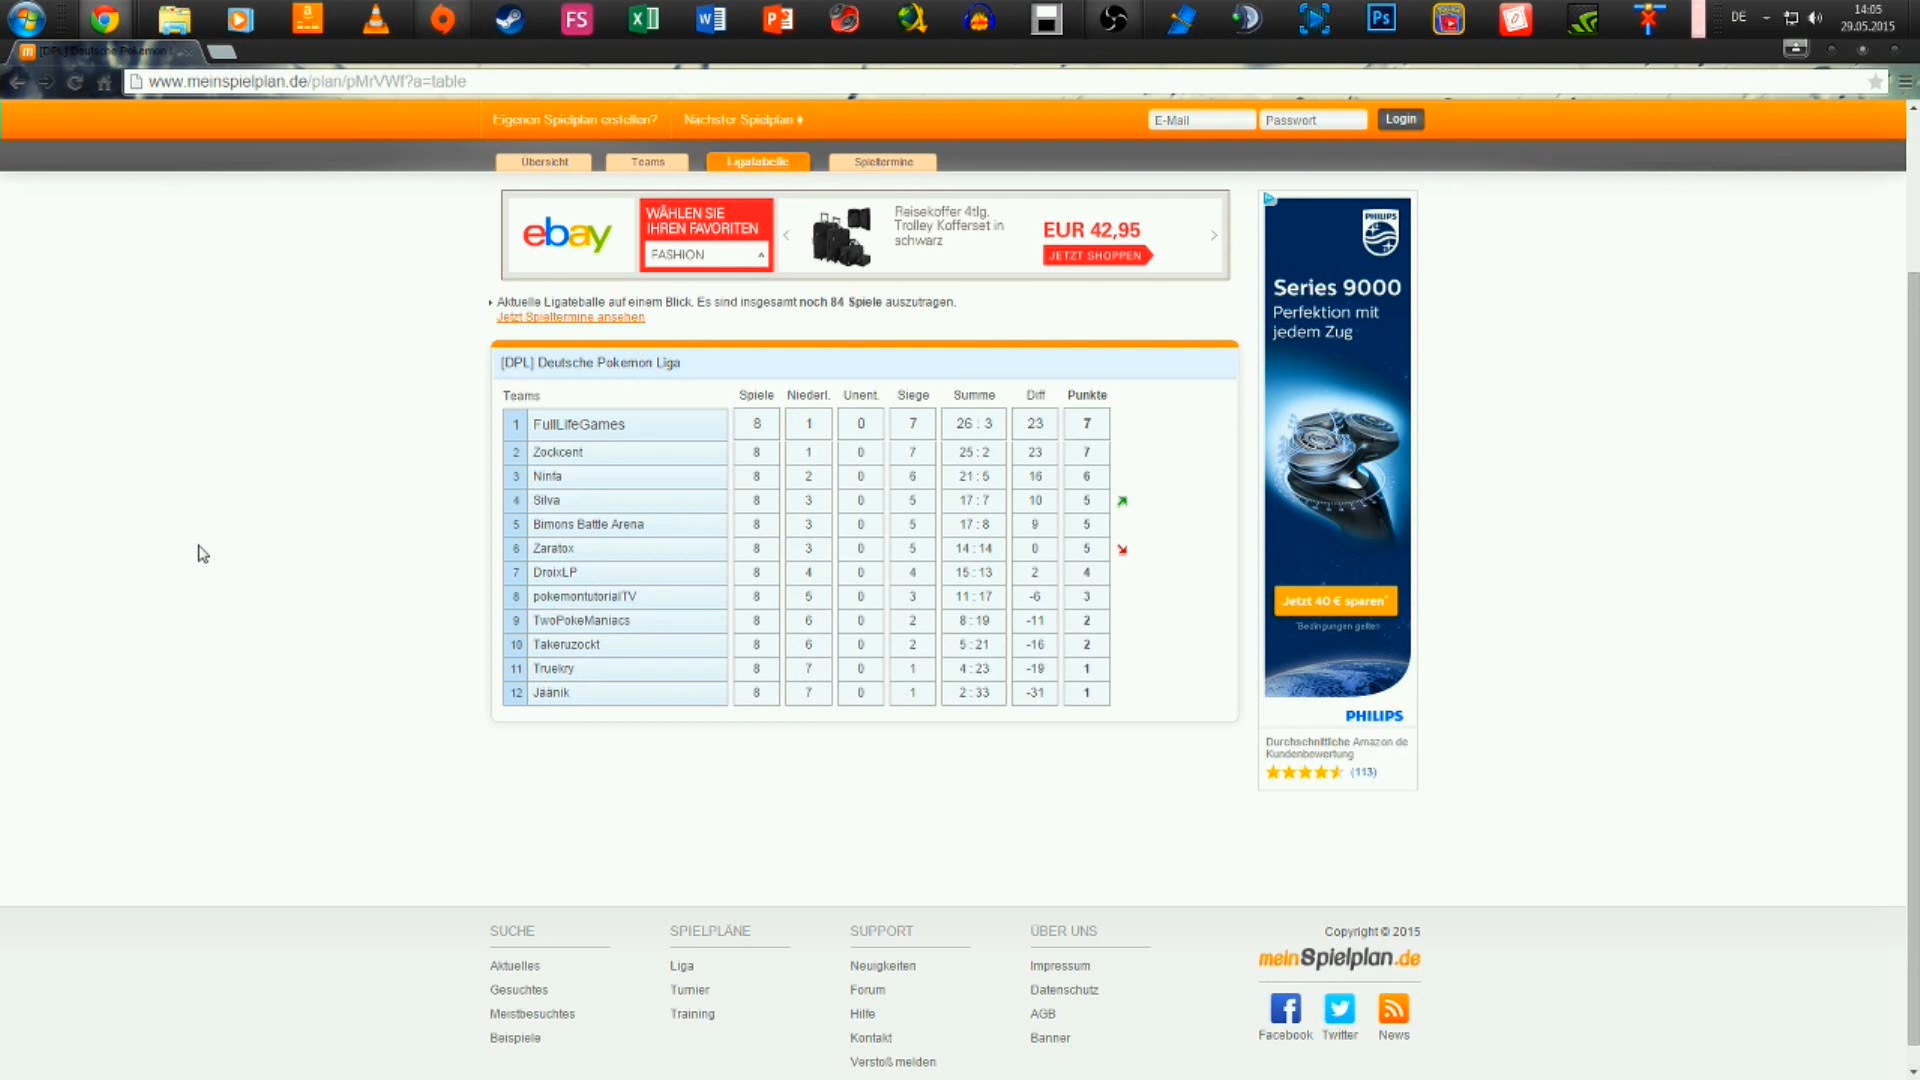 FS
Ps
DE
14:05
29.05.2015
[DPL] Deutsche Pokemon L
www.meinspielplan.de/plan/pMrVWf?a=table
Eigenen Spielplan erstellen?
Nächster Spielplan
E-Mail
Passwort
Login
Übersicht
Teams
Ligatabelle
Spieltermine
ebay
WÄHLEN SIE
IHREN FAVORITEN
FASHION
Reisekoffer 4tlg.
Trolley Kofferset in
schwarz
EUR 42,95
JETZT SHOPPEN
Aktuelle Ligateballe auf einem Blick. Es sind insgesamt noch 84 Spiele auszutragen.
Jetzt Spieltermine ansehen
[DPL] Deutsche Pokemon Liga
Teams Spiele Niederl. Unent. Siege Summe Diff Punkte
1 FullLifeGames 8 1 0 7 26 : 3 23 7
2 Zockcent 8 1 0 7 25 : 2 23 7
3 Ninfa 8 2 0 6 21 : 5 16 6
4 Silva 8 3 0 5 17 : 7 10 5
5 Bimons Battle Arena 8 3 0 5 17 : 8 9 5
6 Zaratox 8 3 0 5 14 : 14 0 5
7 DroixLP 8 4 0 4 15 : 13 2 4
8 pokemontutorialTV 8 5 0 3 11 : 17 -6 3
9 TwoPokeManiacs 8 6 0 2 8 : 19 -11 2
10 Takeruzockt 8 6 0 2 5 : 21 -16 2
11 Truekry 8 7 0 1 4 : 23 -19 1
12 Jaanik 8 7 0 1 2 : 33 -31 1
PHILIPS
Series 9000
Perfektion mit
jedem Zug
Jetzt 40 € sparen*
*Bedingungen gelten
PHILIPS
Durchschnittliche Amazon.de
Kundenbewertung
(113)
SUCHE
Aktuelles
Gesuchtes
Meistbesuchtes
Beispiele
SPIELPLÄNE
Liga
Turnier
Training
SUPPORT
Neuigkeiten
Forum
Hilfe
Kontakt
Verstoß melden
ÜBER UNS
Impressum
Datenschutz
AGB
Banner
Copyright © 2015
meinSpielplan.de
Facebook
Twitter
News